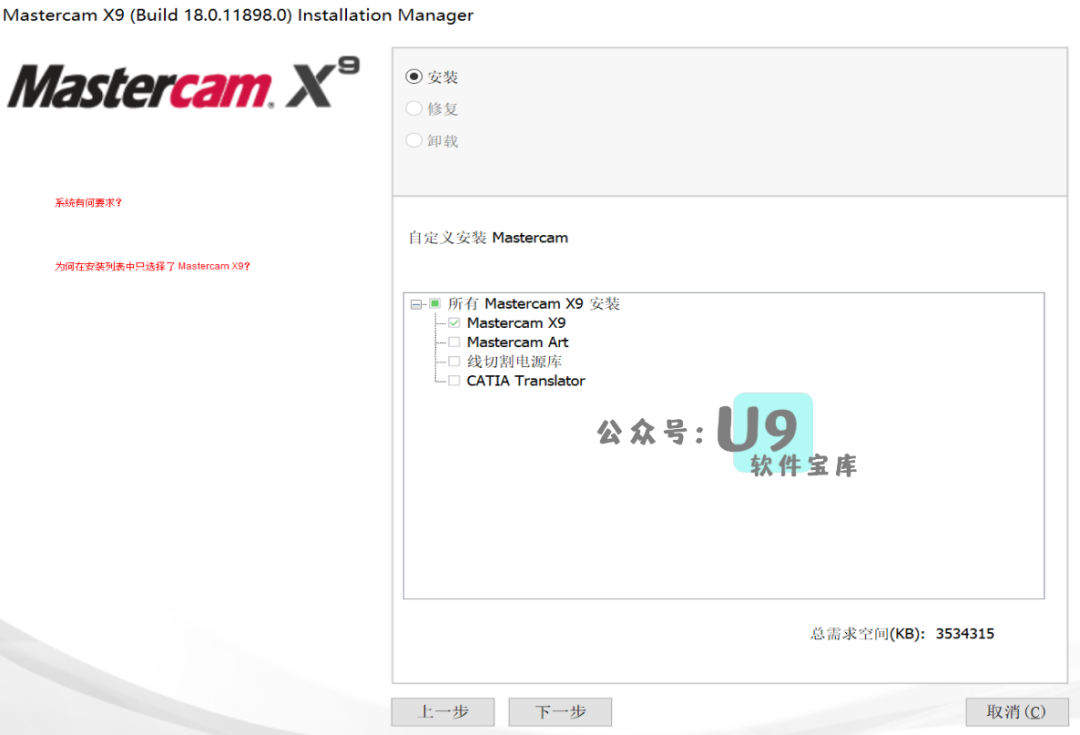 Mastercam X9 (Build 18.0.11898.0) Installation Manager
Mastercam® X9
安装
修复
卸载
系统有何要求?
为何在安装列表中只选择了 Mastercam X9?
自定义安装 Mastercam
所有 Mastercam X9 安装
Mastercam X9
Mastercam Art
线切割电源库
CATIA Translator
公众号:U9
软件宝库
总需求空间(KB): 3534315
上一步
下一步
取消(C)